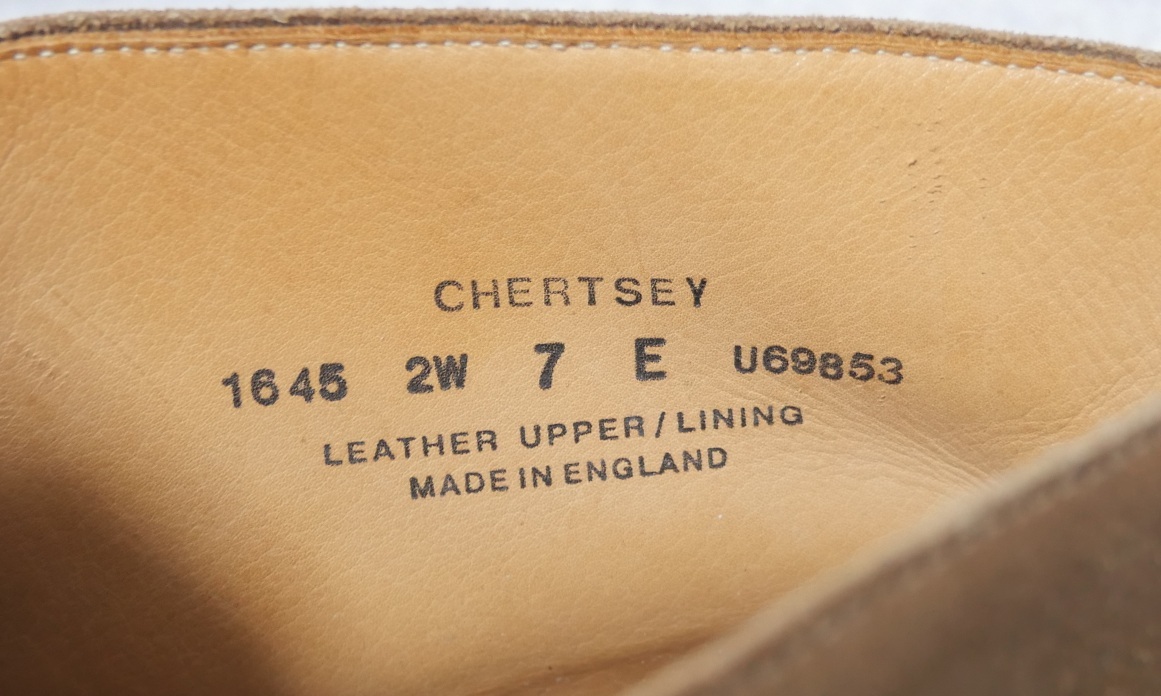 CHERTSEY
1645 2W 7 E U69853
LEATHER UPPER/LINING
MADE IN ENGLAND